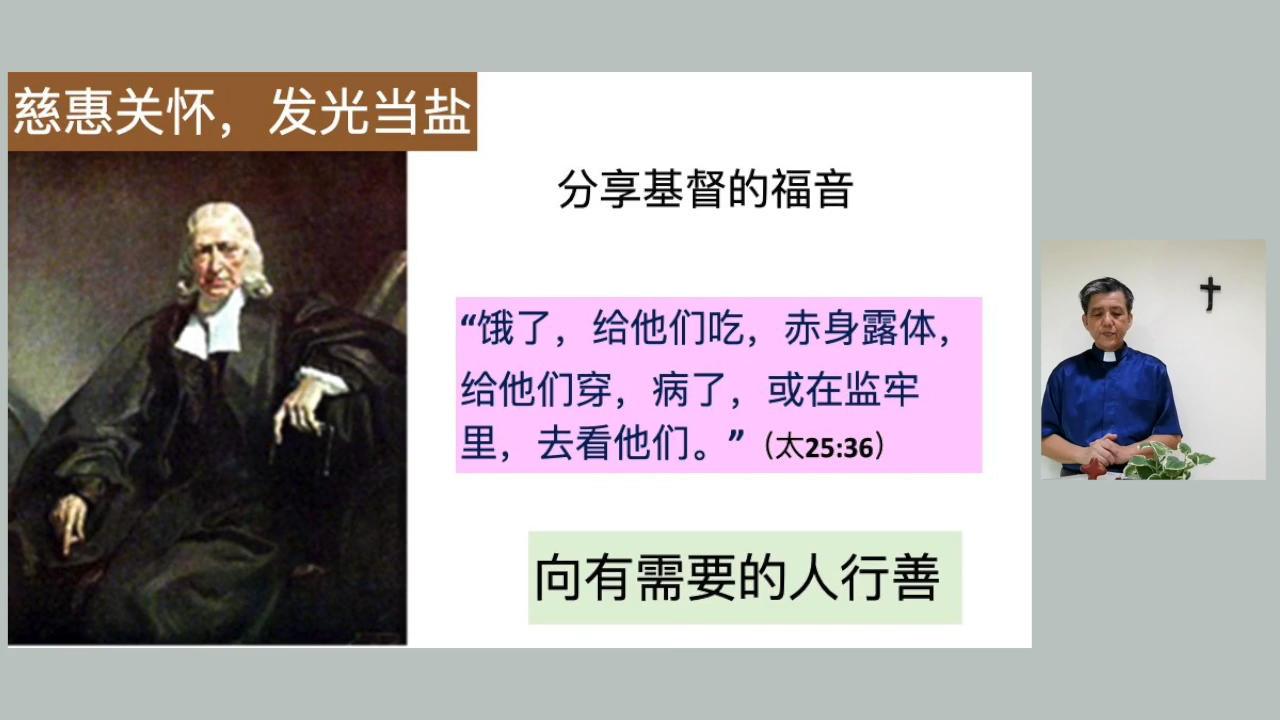 慈惠关怀，发光当盐
分享基督的福音
“饿了，给他们吃，赤身露体，
给他们穿，病了，或在监牢
里，去看他们。”（太25:36）
向有需要的人行善